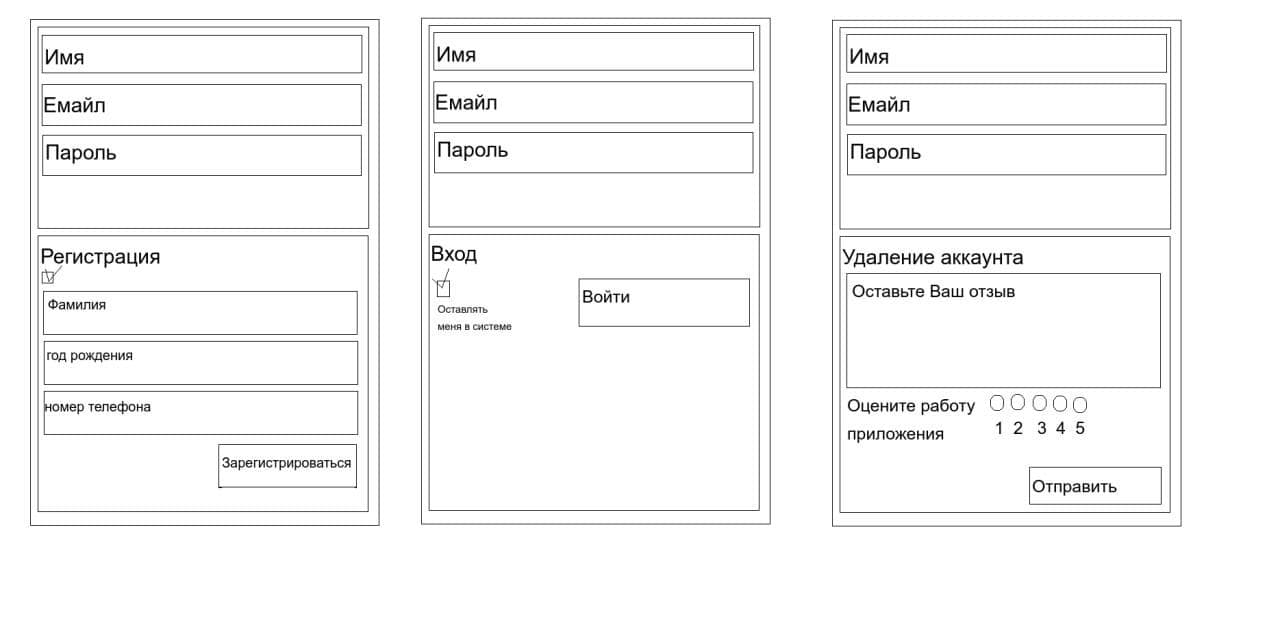 Имя
Емайл
Пароль
Регистрация
Фамилия
год рождения
номер телефона
Зарегистрироваться
Имя
Емайл
Пароль
Вход
Оставлять
меня в системе
Войти
Имя
Емайл
Пароль
Удаление аккаунта
Оставьте Ваш отзыв
Оцените работу
приложения
1 2 3 4 5
Отправить